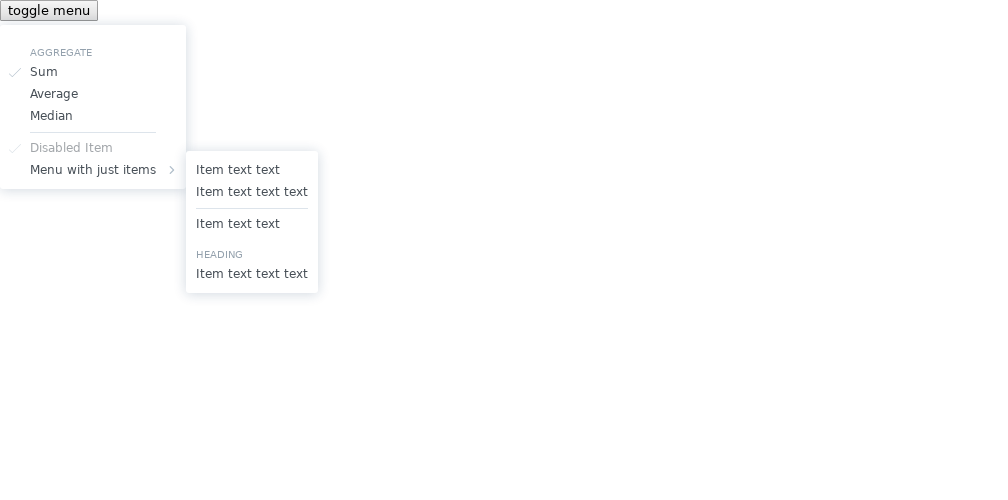 toggle menu
AGGREGATE
Sum
Average
Median
Disabled Item
Menu with just items
Item text text
Item text text text
Item text text
HEADING
Item text text text